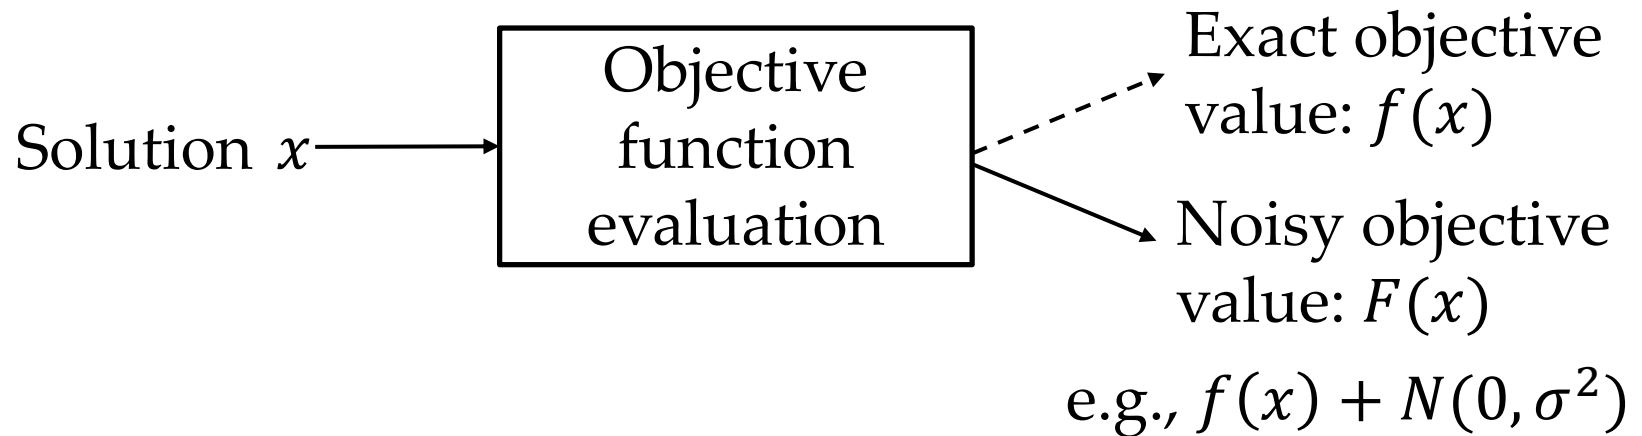 Solution x
Objective
function
evaluation
Exact objective
value: f(x)
Noisy objective
value: F(x)
e.g., f(x) + N(0, σ²)